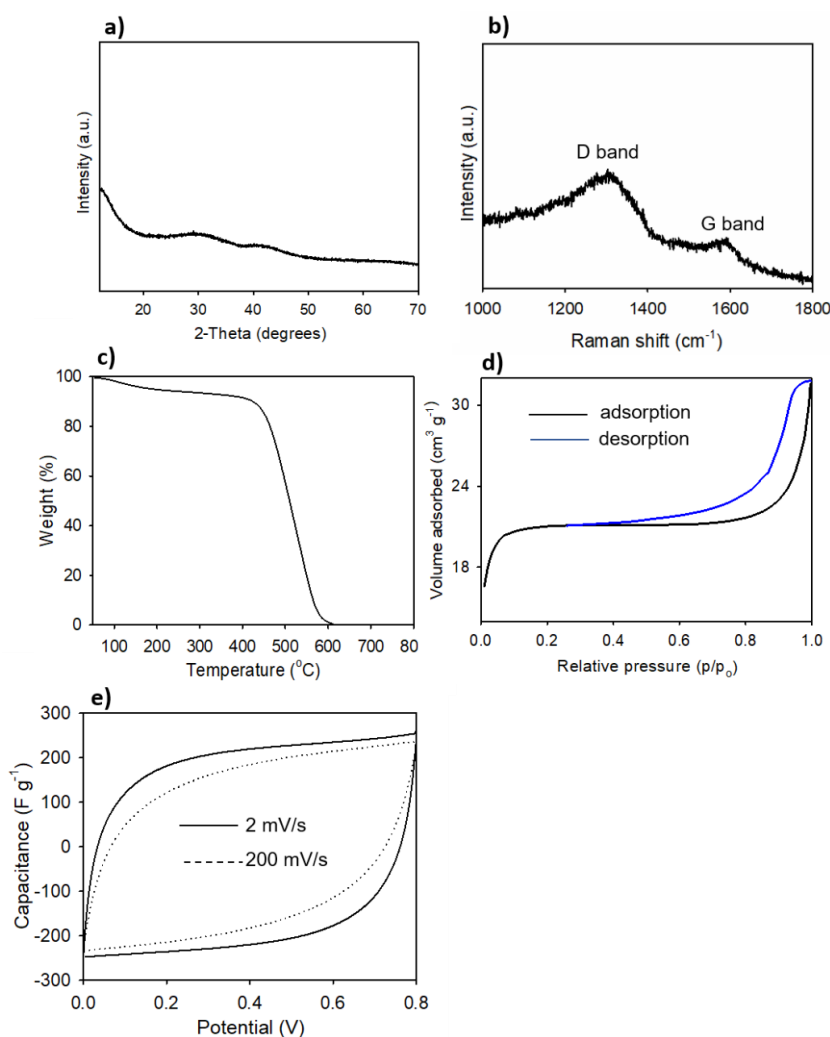 a)
Intensity (a.u.)
20 30 40 50 60 70
2-Theta (degrees)
b)
Intensity (a.u.)
D band
G band
1000 1200 1400 1600 1800
Raman shift (cm⁻¹)
c)
Weight (%)
100
80
60
40
20
0
100 200 300 400 500 600 700 80
Temperature (°C)
d)
Volume adsorbed (cm³ g⁻¹)
30
24
18
adsorption
desorption
0.0 0.2 0.4 0.6 0.8 1.0
Relative pressure (p/pₒ)
e)
Capacitance (F g⁻¹)
300
200
100
0
-100
-200
-300
2 mV/s
200 mV/s
0.0 0.2 0.4 0.6 0.8
Potential (V)